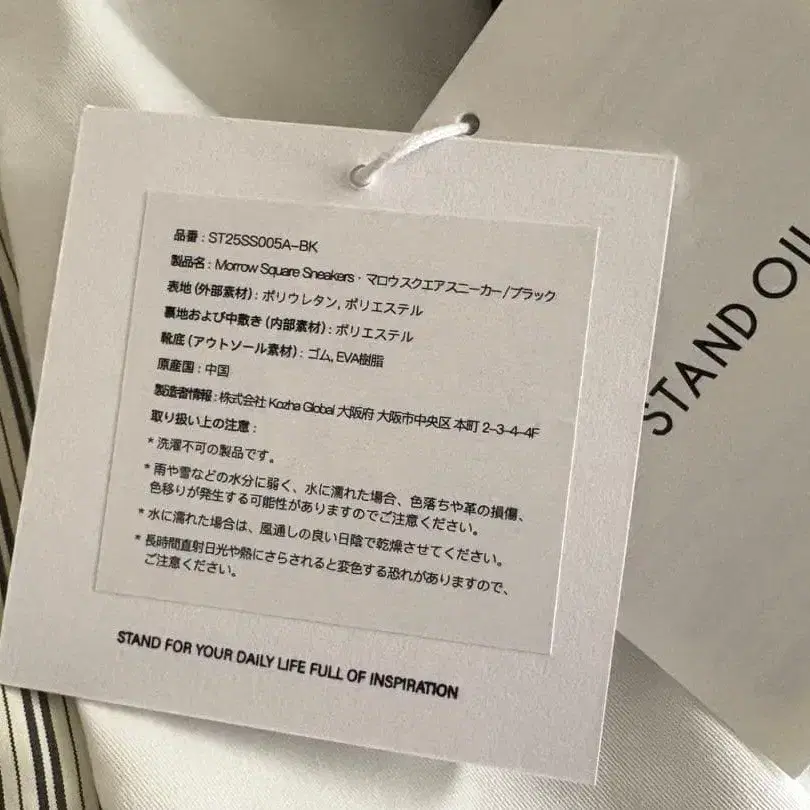 品番 : ST25SS005A-BK
製品名 : Morrow Square Sneakers · マロウスクエアスニーカー/ブラック
表地 (外部素材) : ポリウレタン, ポリエステル
裏地および中敷き (内部素材) : ポリエステル
靴底 (アウトソール素材) : ゴム, EVA樹脂
原産国 : 中国
製造者情報 : 株式会社 Kozha Global 大阪府 大阪市中央区 本町 2-3-4-4F
取り扱い上の注意 :
* 洗濯不可の製品です。
* 雨や雪などの水分に弱く、水に濡れた場合、色落ちや革の損傷、
色移りが発生する可能性がありますのでご注意ください。
* 水に濡れた場合は、風通しの良い日陰で乾燥させてください。
* 長時間直射日光や熱にさらされると変色する恐れがありますので、
ご注意ください。
STAND FOR YOUR DAILY LIFE FULL OF INSPIRATION
STAND OIL